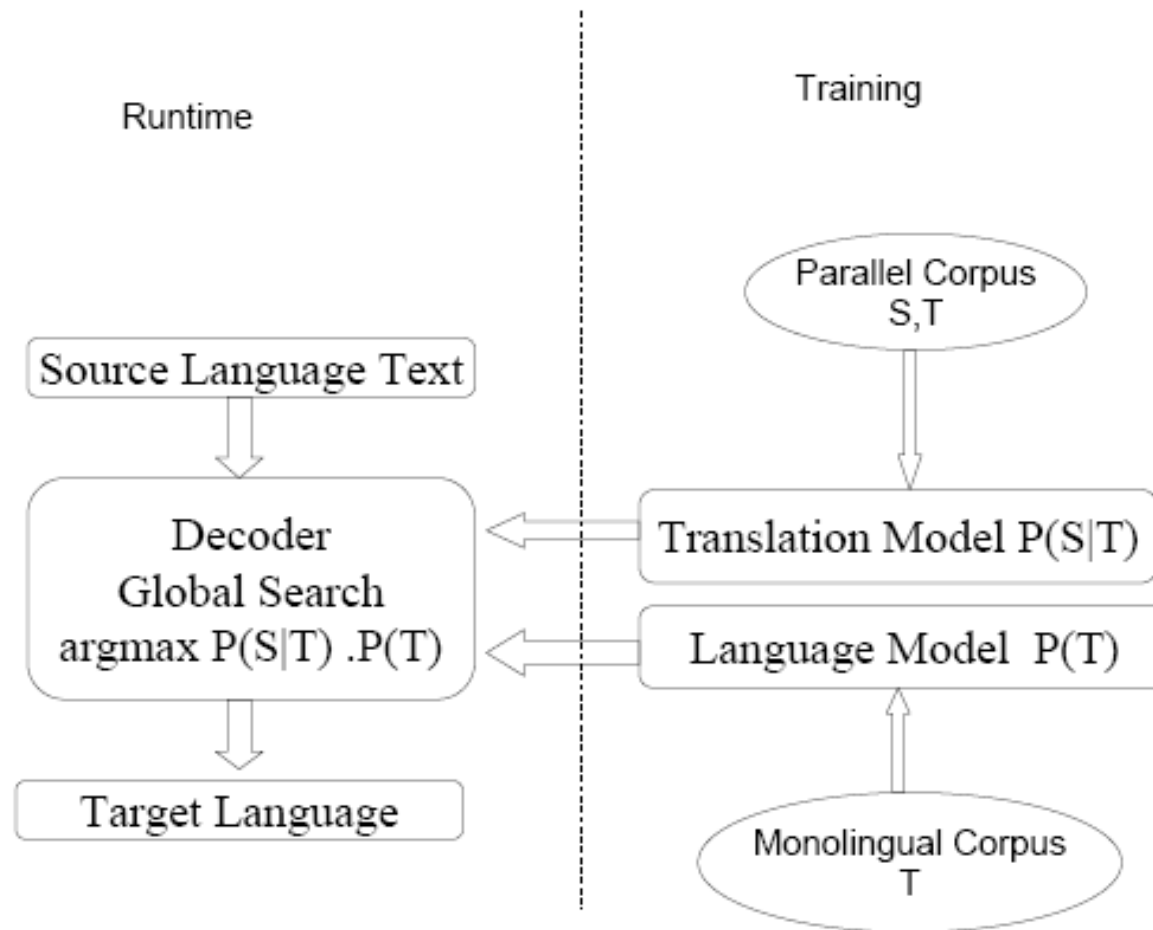 Runtime
Training
Parallel Corpus
S,T
Source Language Text
Decoder
Global Search
argmax P(S|T) .P(T)
Translation Model P(S|T)
Language Model P(T)
Target Language
Monolingual Corpus
T